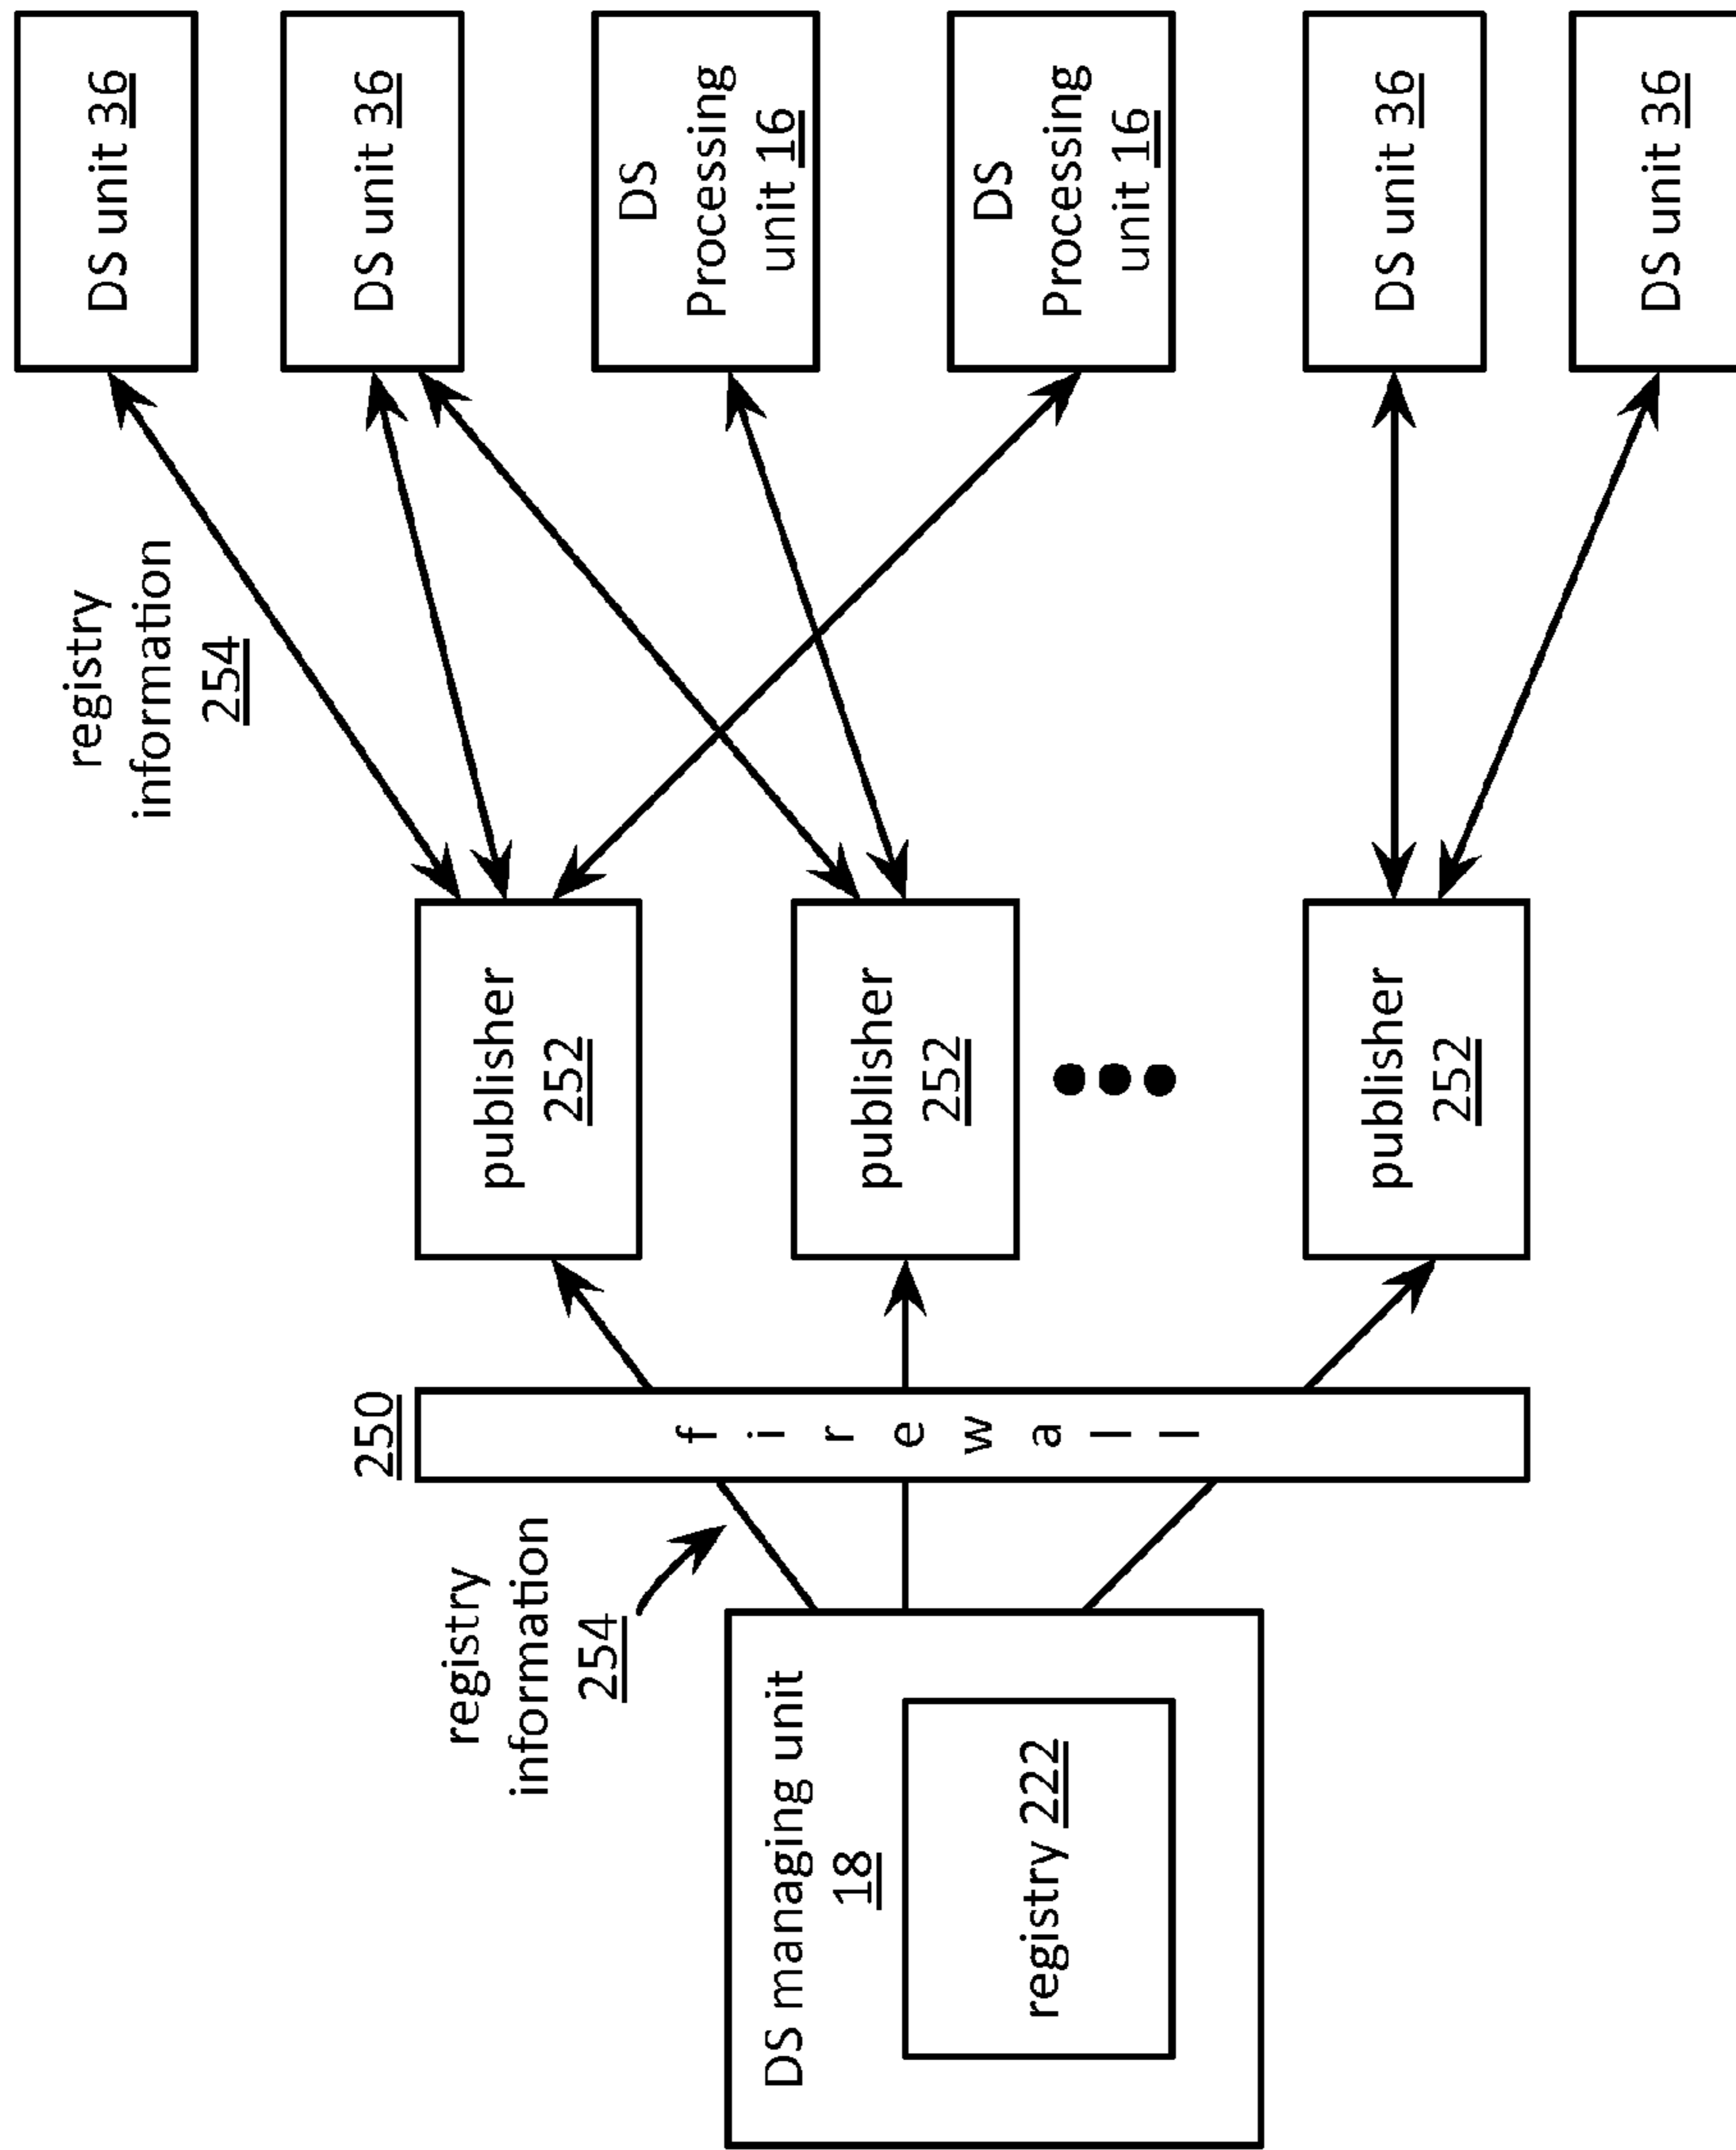 DS managing unit
18
registry 222
registry
information
254
250
f
i
r
e
w
a
l
l
publisher
252
publisher
252
publisher
252
registry
information
254
DS unit 36
DS unit 36
DS
Processing
unit 16
DS
Processing
unit 16
DS unit 36
DS unit 36